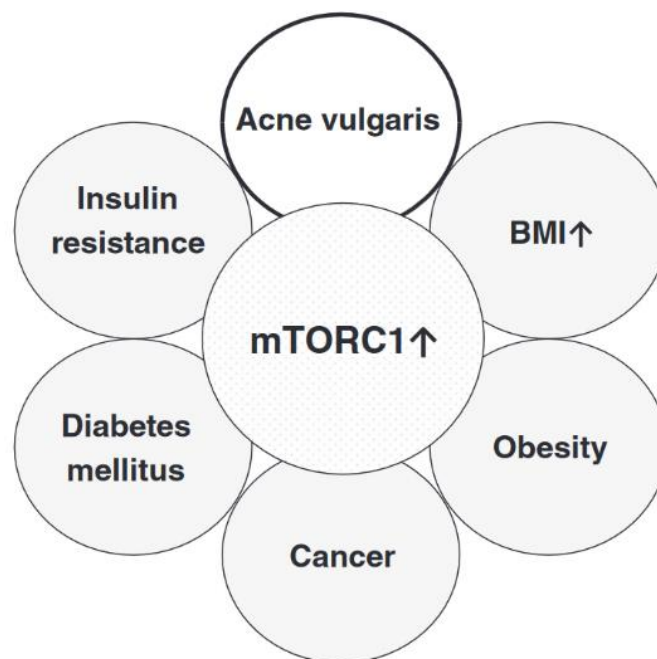 Acne vulgaris
Insulin
resistance
BMI↑
mTORC1↑
Diabetes
mellitus
Obesity
Cancer